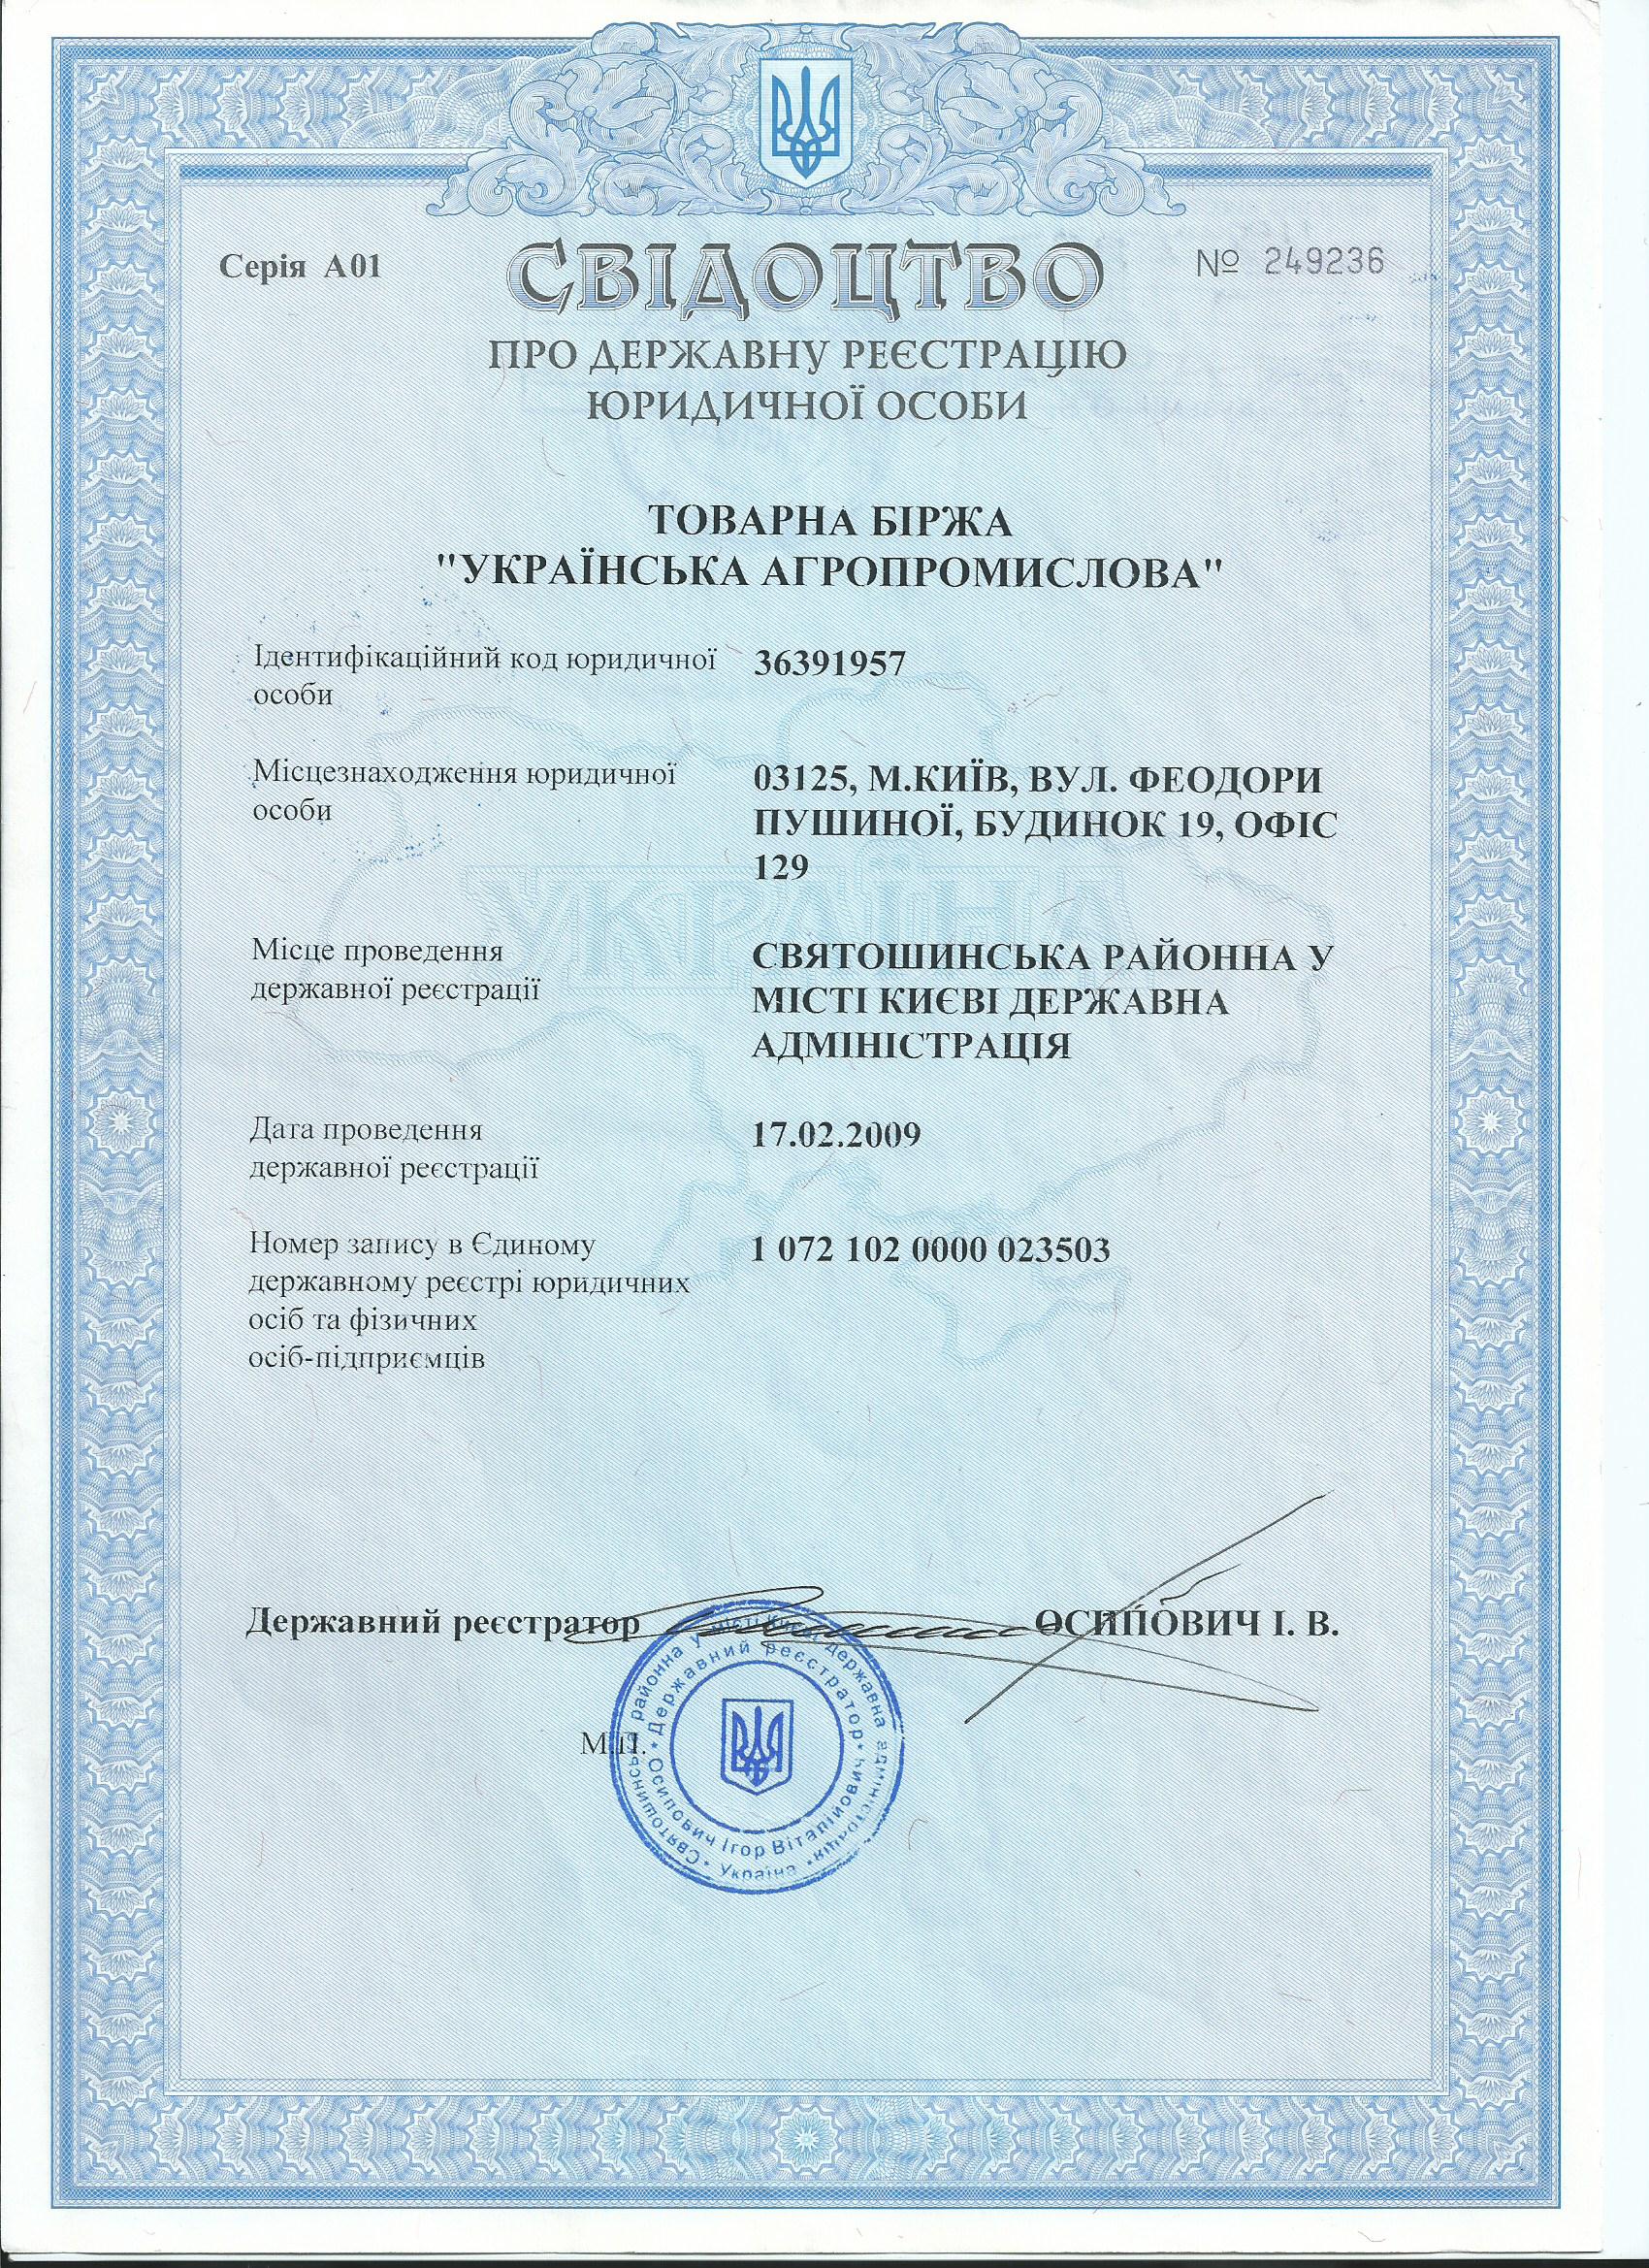 Серія А01
СВІДОЦТВО
№ 249236
ПРО ДЕРЖАВНУ РЕЄСТРАЦІЮ
ЮРИДИЧНОЇ ОСОБИ
ТОВАРНА БІРЖА
"УКРАЇНСЬКА АГРОПРОМИСЛОВА"
Ідентифікаційний код юридичної
особи
36391957
Місцезнаходження юридичної
особи
03125, М.КИЇВ, ВУЛ. ФЕОДОРИ
ПУШИНОЇ, БУДИНОК 19, ОФІС
129
УКРАЇНА
Місце проведення
державної реєстрації
СВЯТОШИНСЬКА РАЙОННА У
МІСТІ КИЄВІ ДЕРЖАВНА
АДМІНІСТРАЦІЯ
Дата проведення
державної реєстрації
17.02.2009
Номер запису в Єдиному
державному реєстрі юридичних
осіб та фізичних
осіб-підприємців
1 072 102 0000 023503
Державний реєстратор
ОСИПОВИЧ І. В.
М.П.
Святошинська районна у місті Києві державна адміністрація • Україна •
Державний реєстратор • Осипович Ігор Віталійович •